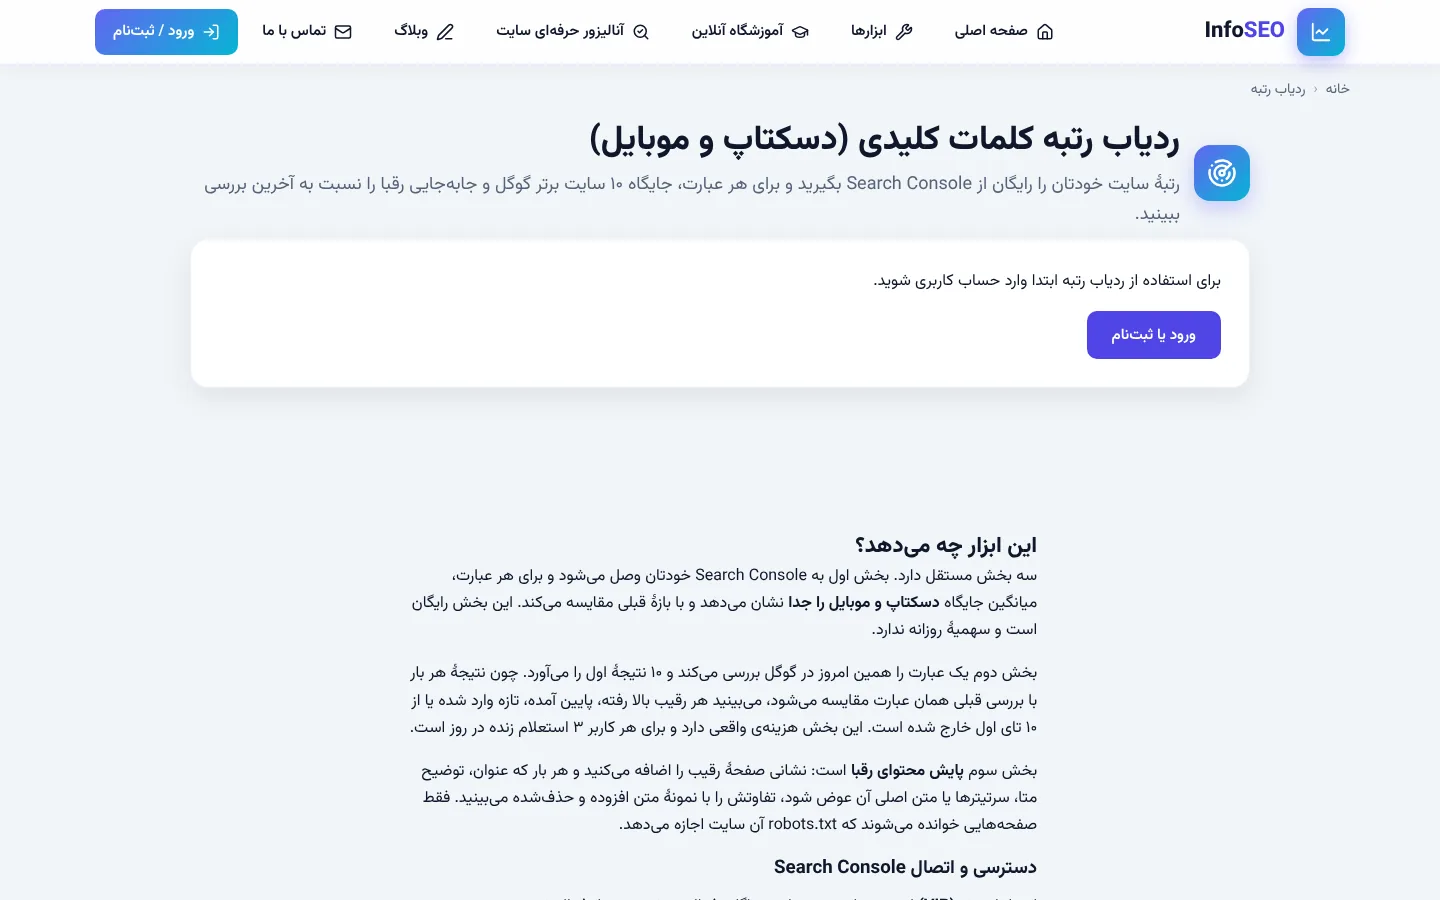 InfoSEO
صفحه اصلی
ابزارها
آموزشگاه آنلاین
آنالیزور حرفه‌ای سایت
وبلاگ
تماس با ما
ورود / ثبت‌نام
خانه › ردیاب رتبه
ردیاب رتبه کلمات کلیدی (دسکتاپ و موبایل)
رتبهٔ سایت خودتان را رایگان از Search Console بگیرید و برای هر عبارت، جایگاه ۱۰ سایت برتر گوگل و جابه‌جایی رقبا را نسبت به آخرین بررسی
ببینید.
برای استفاده از ردیاب رتبه ابتدا وارد حساب کاربری شوید.
ورود یا ثبت‌نام
این ابزار چه می‌دهد؟
سه بخش مستقل دارد. بخش اول به Search Console خودتان وصل می‌شود و برای هر عبارت،
میانگین جایگاه دسکتاپ و موبایل را جدا نشان می‌دهد و با بازهٔ قبلی مقایسه می‌کند. این بخش رایگان
است و سهمیهٔ روزانه ندارد.
بخش دوم یک عبارت را همین امروز در گوگل بررسی می‌کند و ۱۰ نتیجهٔ اول را می‌آورد. چون نتیجهٔ هر بار
با بررسی قبلی همان عبارت مقایسه می‌شود، می‌بینید هر رقیب بالا رفته، پایین آمده، تازه وارد شده یا از
۱۰ تای اول خارج شده است. این بخش هزینه‌ی واقعی دارد و برای هر کاربر ۳ استعلام زنده در روز است.
بخش سوم پایش محتوای رقبا است: نشانی صفحهٔ رقیب را اضافه می‌کنید و هر بار که عنوان، توضیح
متا، سرتیترها یا متن اصلی آن عوض شود، تفاوتش را با نمونهٔ متن افزوده و حذف‌شده می‌بینید. فقط
صفحه‌هایی خوانده می‌شوند که robots.txt آن سایت اجازه می‌دهد.
دسترسی و اتصال Search Console